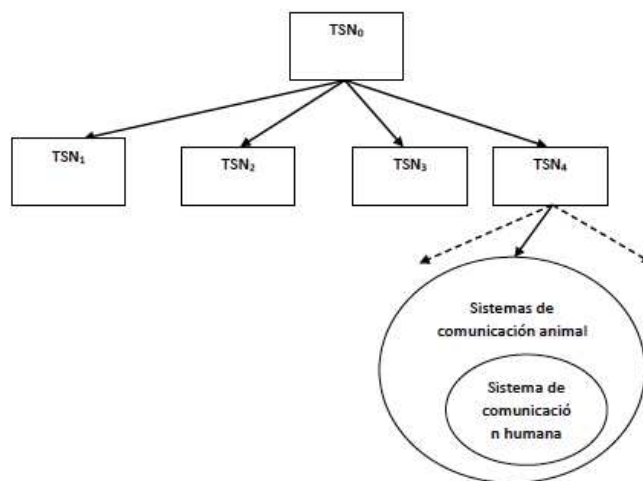 TSN₀
TSN₁
TSN₂
TSN₃
TSN₄
Sistemas de
comunicación animal
Sistema de
comunicació
n humana